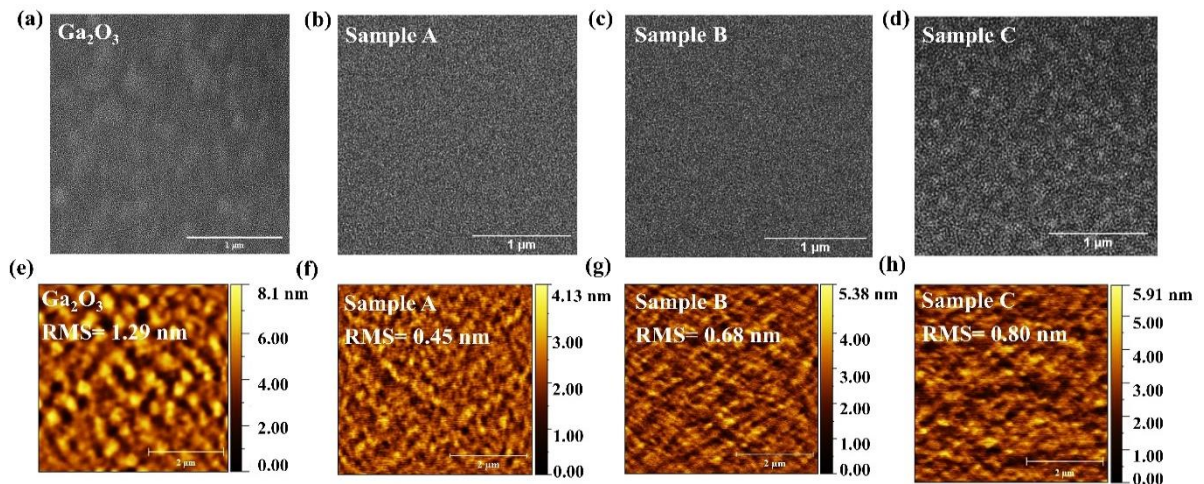 (a)
Ga₂O₃
1 μm
(b)
Sample A
1 μm
(c)
Sample B
1 μm
(d)
Sample C
1 μm
(e)
Ga₂O₃
RMS= 1.29 nm
2 μm
8.1 nm
6.00
4.00
2.00
0.00
(f)
Sample A
RMS= 0.45 nm
2 μm
4.13 nm
3.00
2.00
1.00
0.00
(g)
Sample B
RMS= 0.68 nm
2 μm
5.38 nm
4.00
3.00
2.00
1.00
0.00
(h)
Sample C
RMS= 0.80 nm
2 μm
5.91 nm
5.00
4.00
3.00
2.00
1.00
0.00